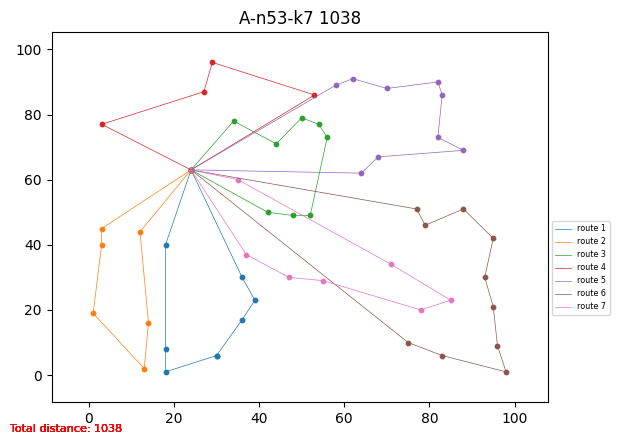 A-n53-k7 1038
100
80
60
40
20
0
0 20 40 60 80 100
route 1
route 2
route 3
route 4
route 5
route 6
route 7
Total distance: 1038